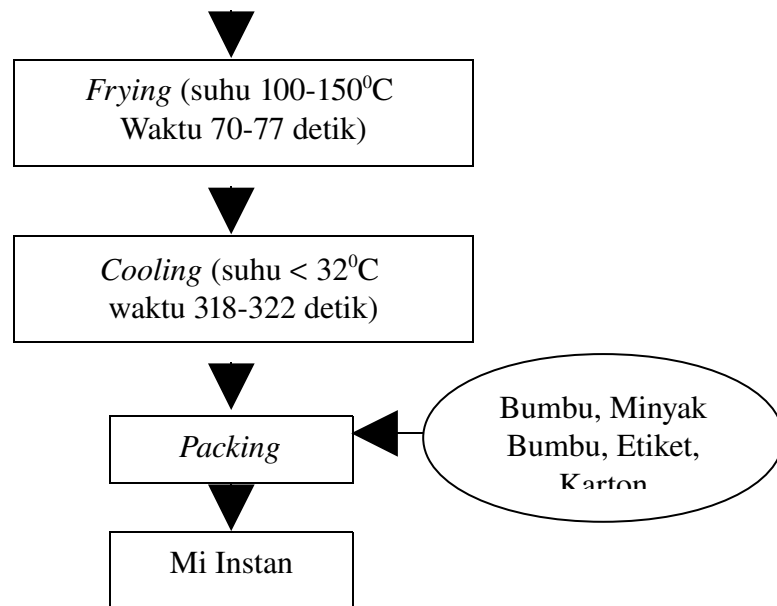 Frying (suhu 100-150⁰C
Waktu 70-77 detik)
Cooling (suhu < 32⁰C
waktu 318-322 detik)
Packing
Bumbu, Minyak
Bumbu, Etiket,
Karton
Mi Instan